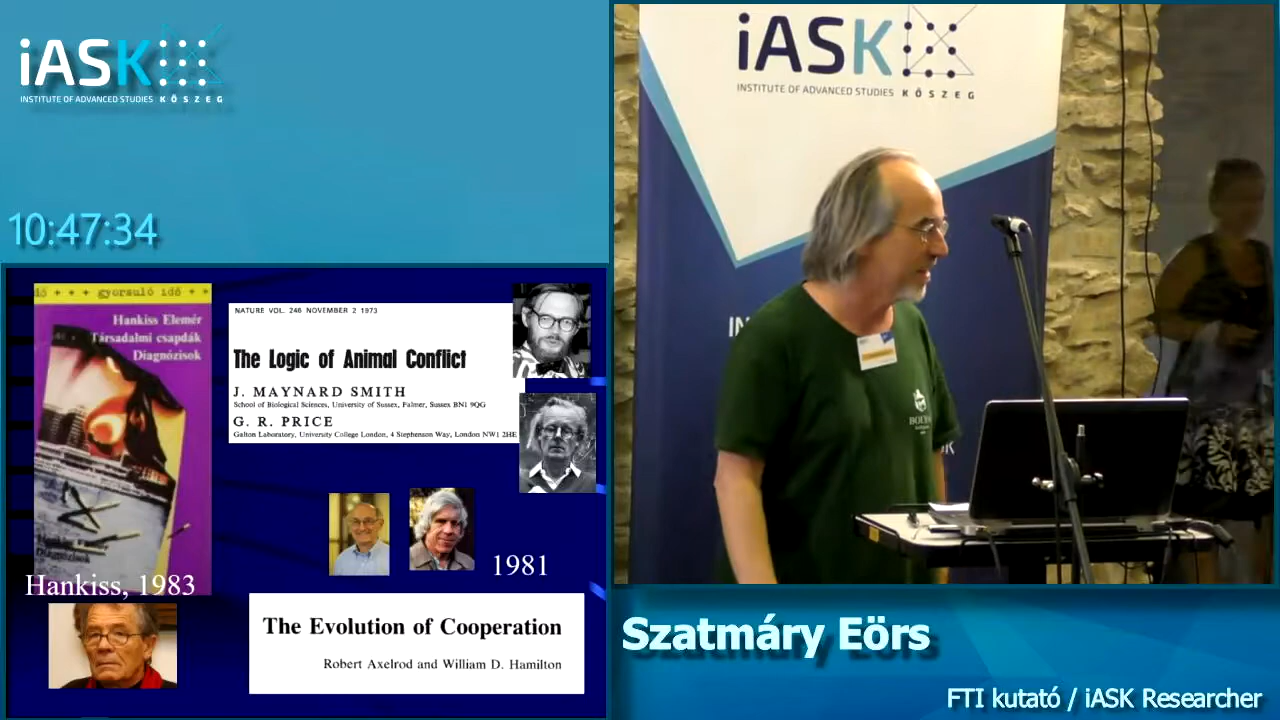 iASK
INSTITUTE OF ADVANCED STUDIES KŐSZEG
10:47:34
gyorsuló idő
Hankiss Elemér
Társadalmi csapdák
Diagnózisok
Diagnózisok
Hankiss, 1983
NATURE VOL. 246 NOVEMBER 2 1973
The Logic of Animal Conflict
J. MAYNARD SMITH
School of Biological Sciences, University of Sussex, Falmer, Sussex BN1 9QG
G. R. PRICE
Galton Laboratory, University College London, 4 Stephenson Way, London NW1 2HE
1981
The Evolution of Cooperation
Robert Axelrod and William D. Hamilton
iASK
INSTITUTE OF ADVANCED STUDIES KŐSZEG
Szatmáry Eörs
FTI kutató / iASK Researcher